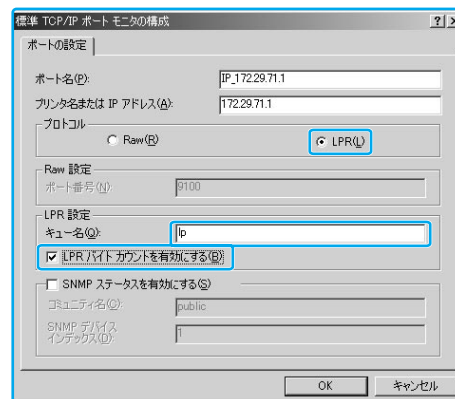 標準 TCP/IP ポート モニタの構成
ポートの設定
ポート名(P): IP_172.29.71.1
プリンタ名または IP アドレス(A): 172.29.71.1
プロトコル
Raw(R) LPR(L)
Raw 設定
ポート番号(N): 9100
LPR 設定
キュー名(Q): lp
LPR バイト カウントを有効にする(B)
SNMP ステータスを有効にする(S)
コミュニティ名(C): public
SNMP デバイス
インデックス(D): 1
OK キャンセル